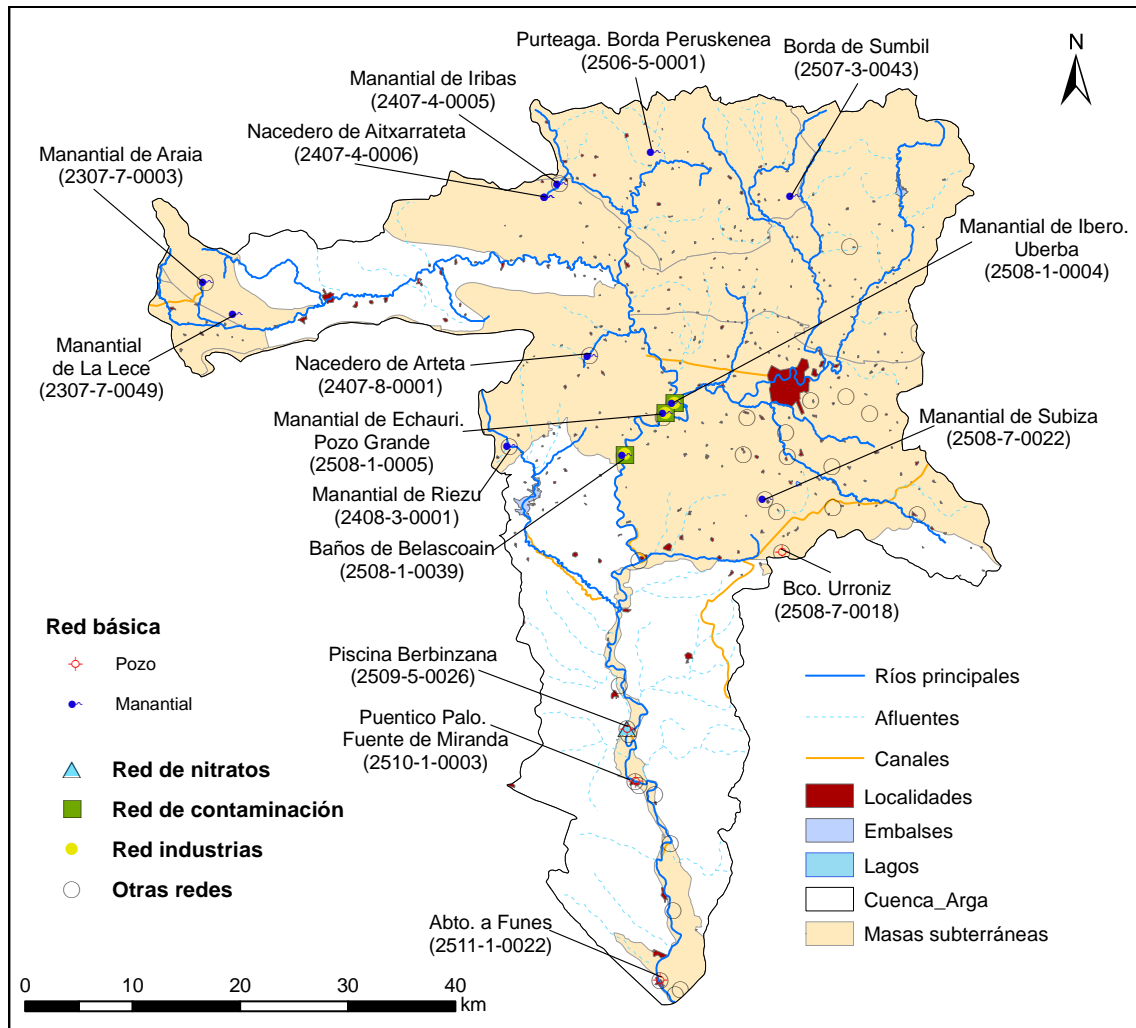 Purteaga. Borda Peruskenea
(2506-5-0001)
Borda de Sumbil
(2507-3-0043)
N
Manantial de Iribas
(2407-4-0005)
Nacedero de Aitxarrateta
(2407-4-0006)
Manantial de Araia
(2307-7-0003)
Manantial de Ibero.
Uberba
(2508-1-0004)
Manantial
de La Lece
(2307-7-0049)
Nacedero de Arteta
(2407-8-0001)
Manantial de Echauri.
Pozo Grande
(2508-1-0005)
Manantial de Subiza
(2508-7-0022)
Manantial de Riezu
(2408-3-0001)
Baños de Belascoain
(2508-1-0039)
Bco. Urroniz
(2508-7-0018)
Piscina Berbinzana
(2509-5-0026)
Puentico Palo.
Fuente de Miranda
(2510-1-0003)
Abto. a Funes
(2511-1-0022)
Red básica
Pozo
Manantial
Red de nitratos
Red de contaminación
Red industrias
Otras redes
Ríos principales
Afluentes
Canales
Localidades
Embalses
Lagos
Cuenca_Arga
Masas subterráneas
0 10 20 30 40
km